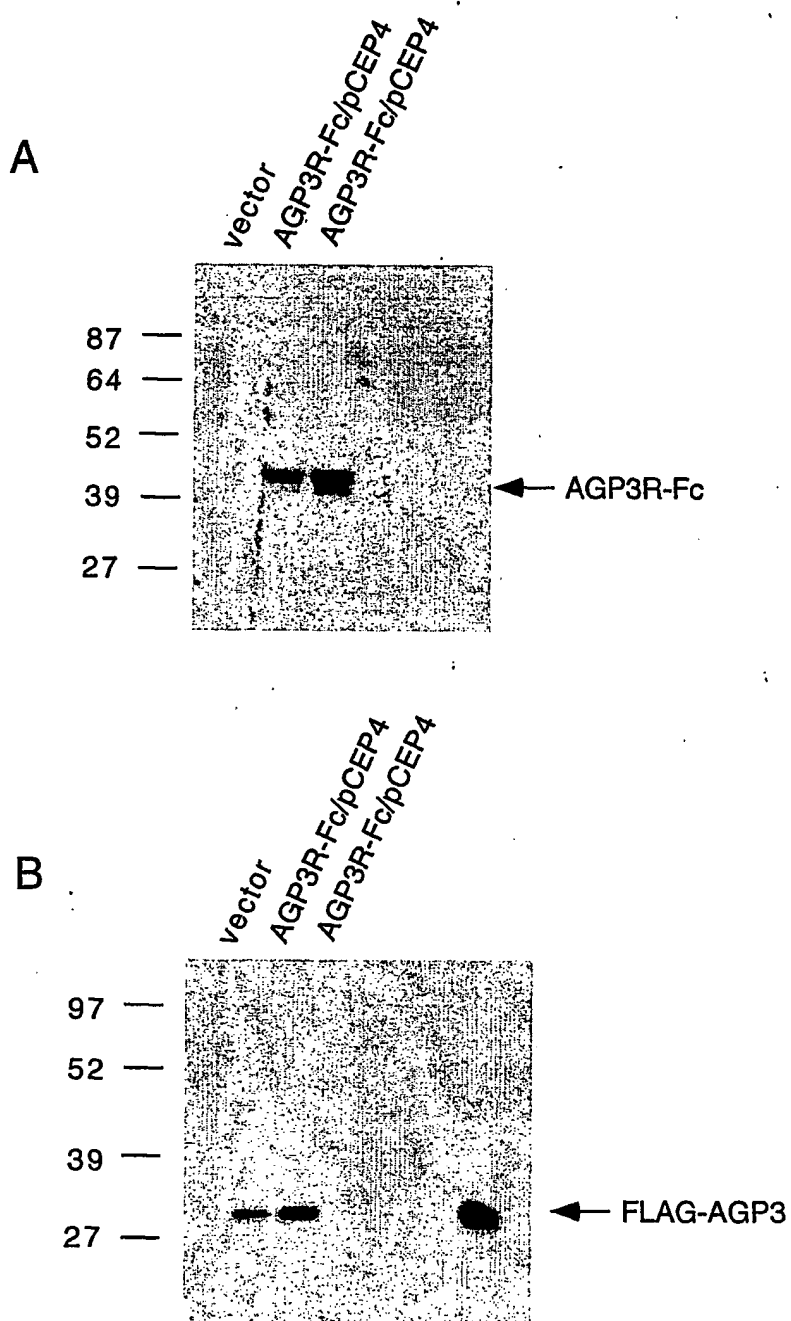 A
vector
AGP3R-Fc/pCEP4
AGP3R-Fc/pCEP4
87
64
52
39
27
AGP3R-Fc
B
vector
AGP3R-Fc/pCEP4
AGP3R-Fc/pCEP4
97
52
39
27
FLAG-AGP3